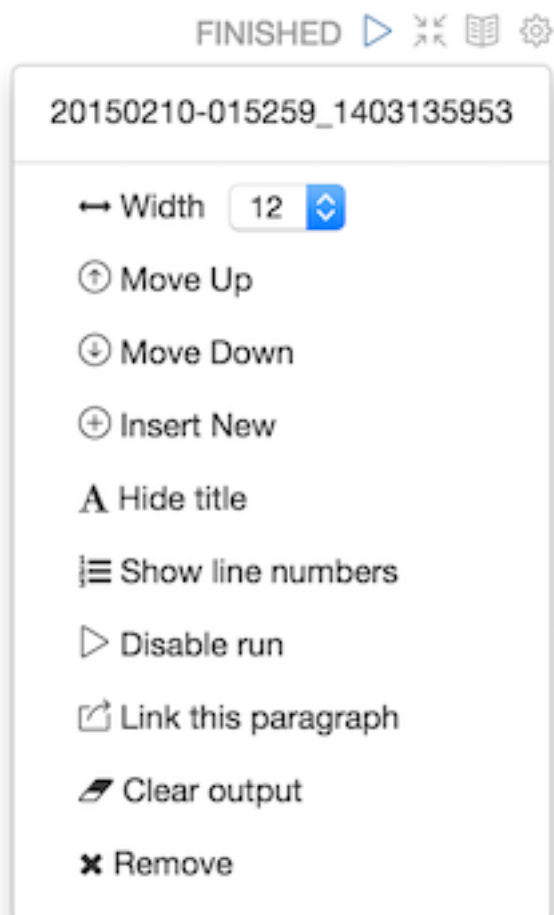 FINISHED
20150210-015259_1403135953
Width 12
Move Up
Move Down
Insert New
Hide title
Show line numbers
Disable run
Link this paragraph
Clear output
Remove